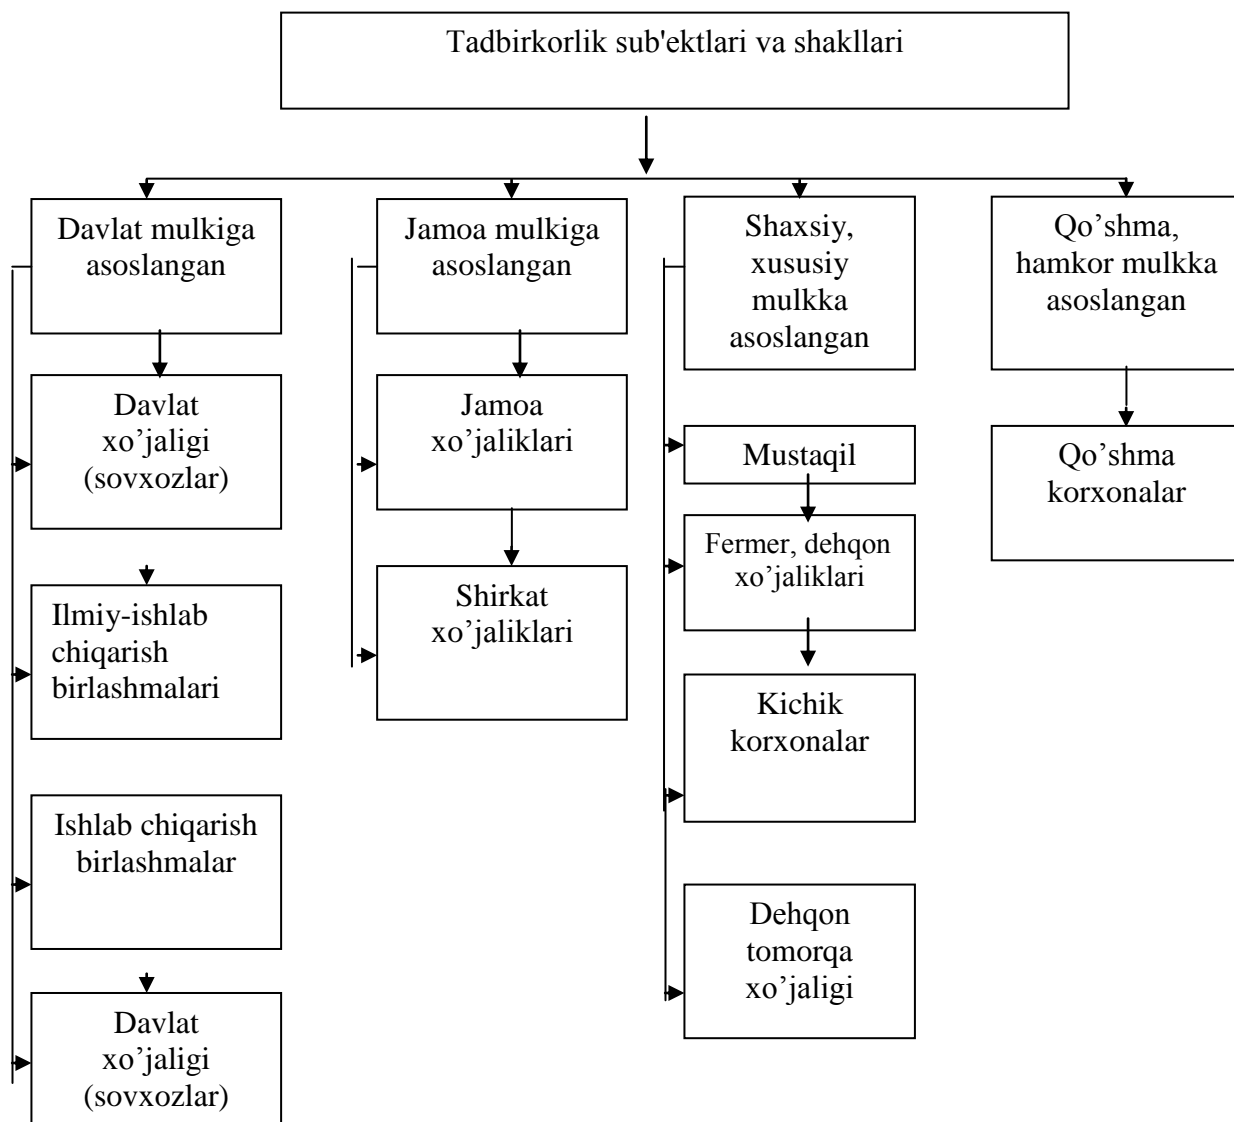 Tadbirkorlik sub'ektlari va shakllari
Davlat mulkiga
asoslangan
Jamoa mulkiga
asoslangan
Shaxsiy,
xususiy
mulkka
asoslangan
Qo’shma,
hamkor mulkka
asoslangan
Davlat
xo’jaligi
(sovxozlar)
Ilmiy-ishlab
chiqarish
birlashmalari
Ishlab chiqarish
birlashmalar
Davlat
xo’jaligi
(sovxozlar)
Jamoa
xo’jaliklari
Shirkat
xo’jaliklari
Mustaqil
Fermer, dehqon
xo’jaliklari
Kichik
korxonalar
Dehqon
tomorqa
xo’jaligi
Qo’shma
korxonalar